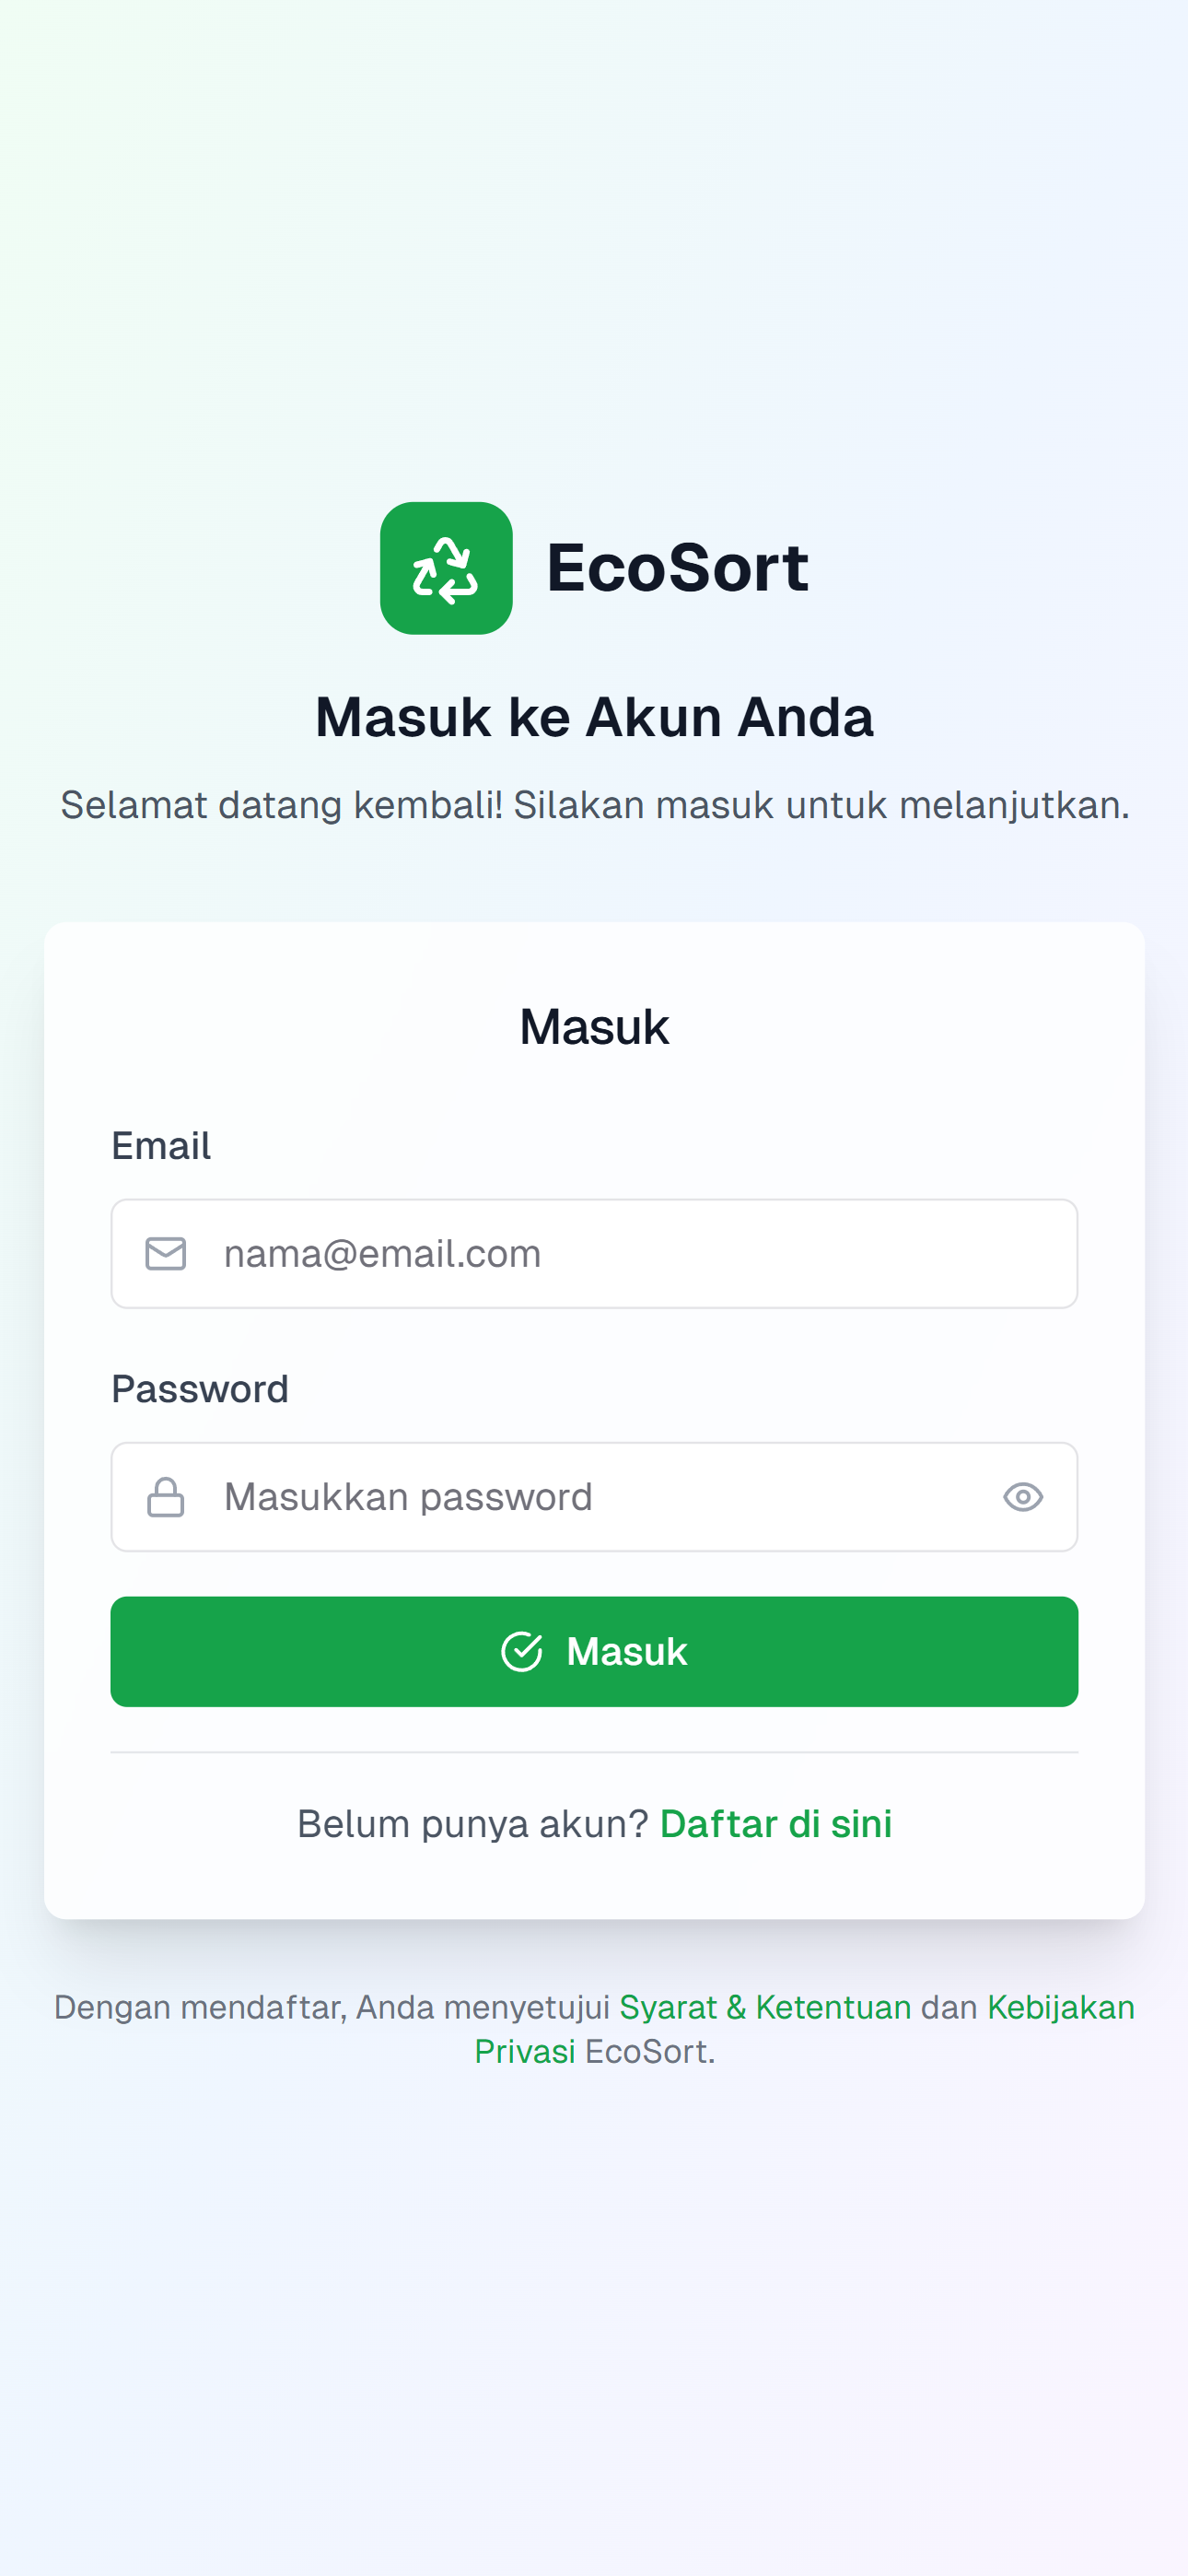 EcoSort
Masuk ke Akun Anda
Selamat datang kembali! Silakan masuk untuk melanjutkan.
Masuk
Email
nama@email.com
Password
Masukkan password
Masuk
Belum punya akun? Daftar di sini
Dengan mendaftar, Anda menyetujui Syarat & Ketentuan dan Kebijakan
Privasi EcoSort.